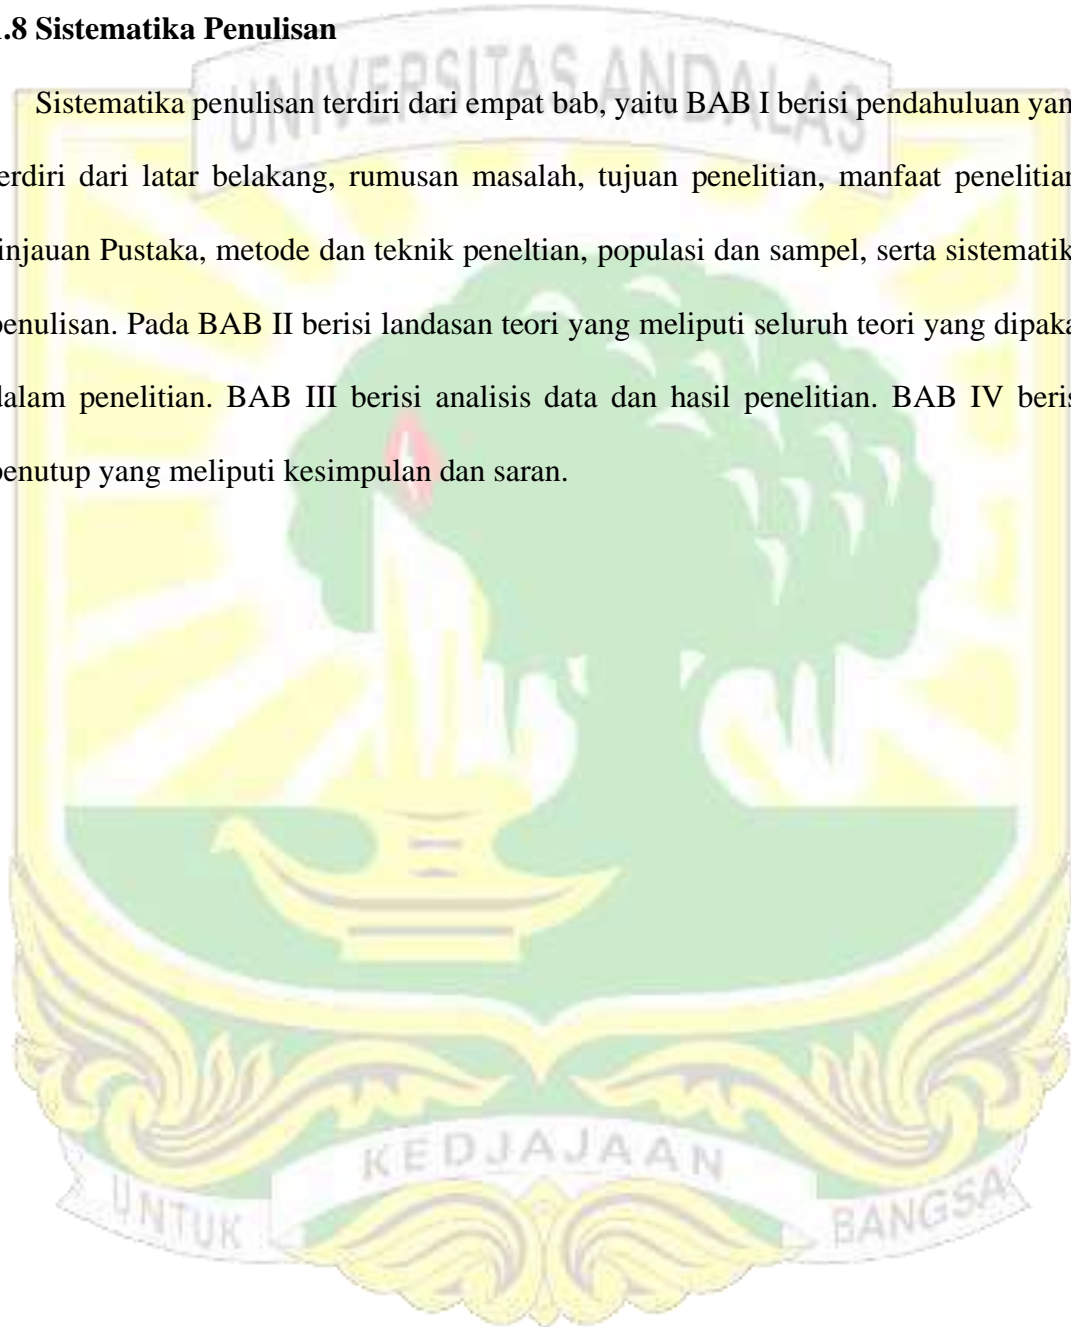 .8 Sistematika Penulisan
UNIVERSITAS ANDALAS
Sistematika penulisan terdiri dari empat bab, yaitu BAB I berisi pendahuluan yan
erdiri dari latar belakang, rumusan masalah, tujuan penelitian, manfaat penelitian
injauan Pustaka, metode dan teknik peneltian, populasi dan sampel, serta sistematik
penulisan. Pada BAB II berisi landasan teori yang meliputi seluruh teori yang dipaka
dalam penelitian. BAB III berisi analisis data dan hasil penelitian. BAB IV beris
penutup yang meliputi kesimpulan dan saran.
UNTUK KEDJAJAAN BANGSA